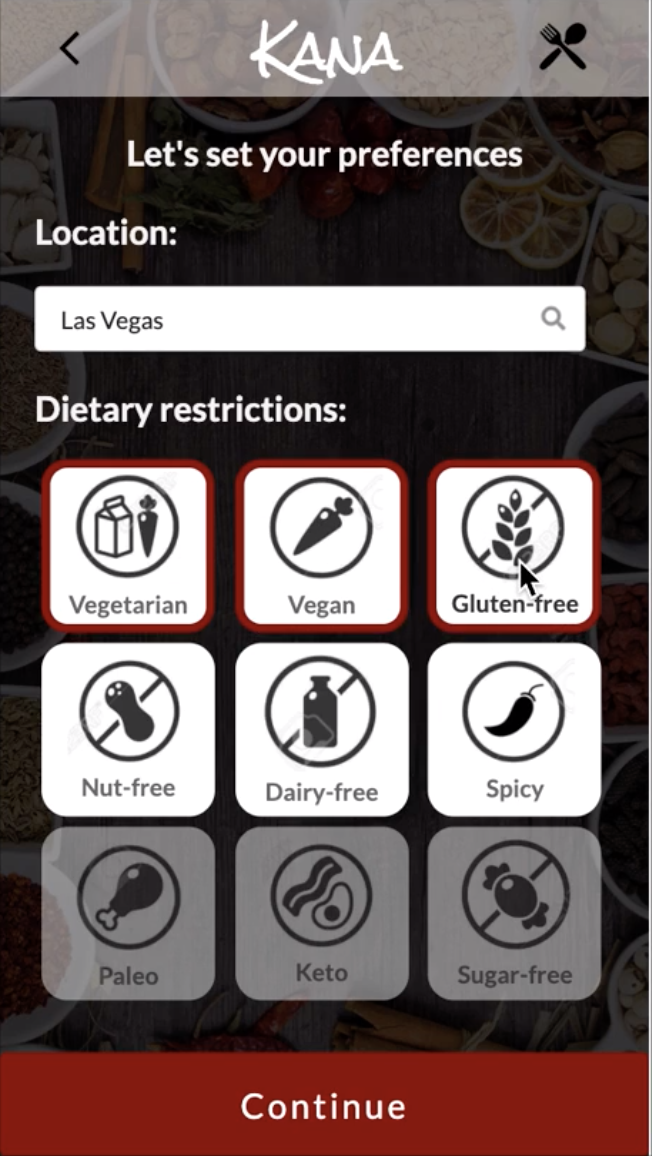 KANA
Let's set your preferences
Location:
Las Vegas
Dietary restrictions:
Vegetarian
Vegan
Gluten-free
Nut-free
Dairy-free
Spicy
Paleo
Keto
Sugar-free
Continue